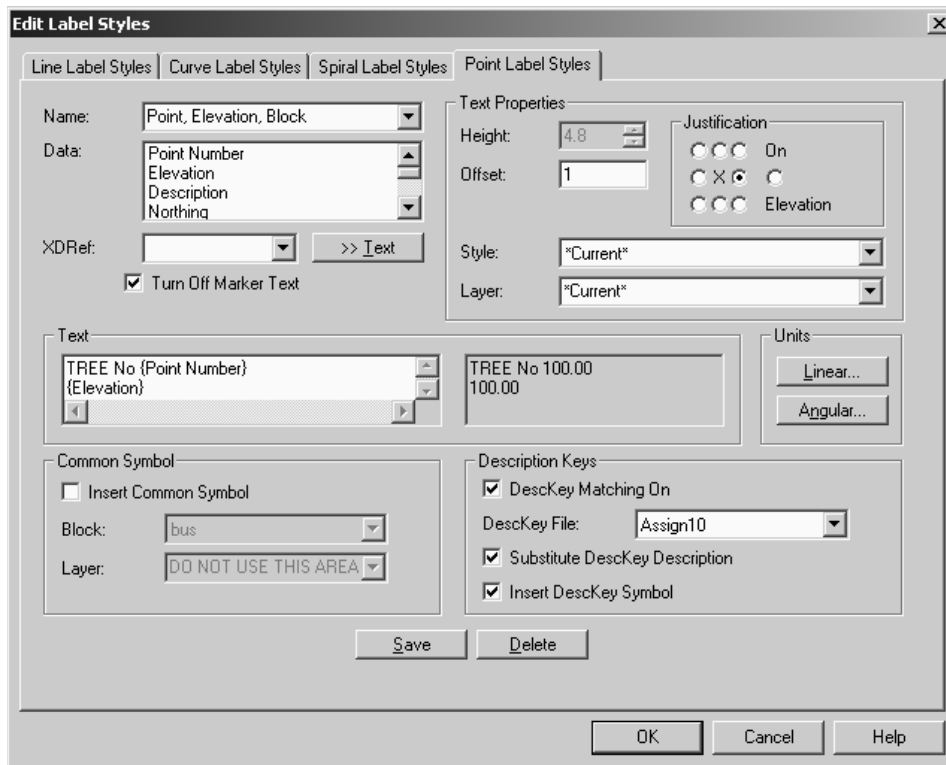 Edit Label Styles
Line Label Styles Curve Label Styles Spiral Label Styles Point Label Styles
Name: Point, Elevation, Block
Data: Point Number
Elevation
Description
Northing
XDRef: >> Text
Turn Off Marker Text
Text Properties
Height: 4.8
Offset: 1
Justification
On
X
Elevation
Style: *Current*
Layer: *Current*
Text
TREE No {Point Number}
{Elevation}
TREE No 100.00
100.00
Units
Linear...
Angular...
Common Symbol
Insert Common Symbol
Block: bus
Layer: DO NOT USE THIS AREA
Description Keys
DescKey Matching On
DescKey File: Assign10
Substitute DescKey Description
Insert DescKey Symbol
Save Delete
OK Cancel Help